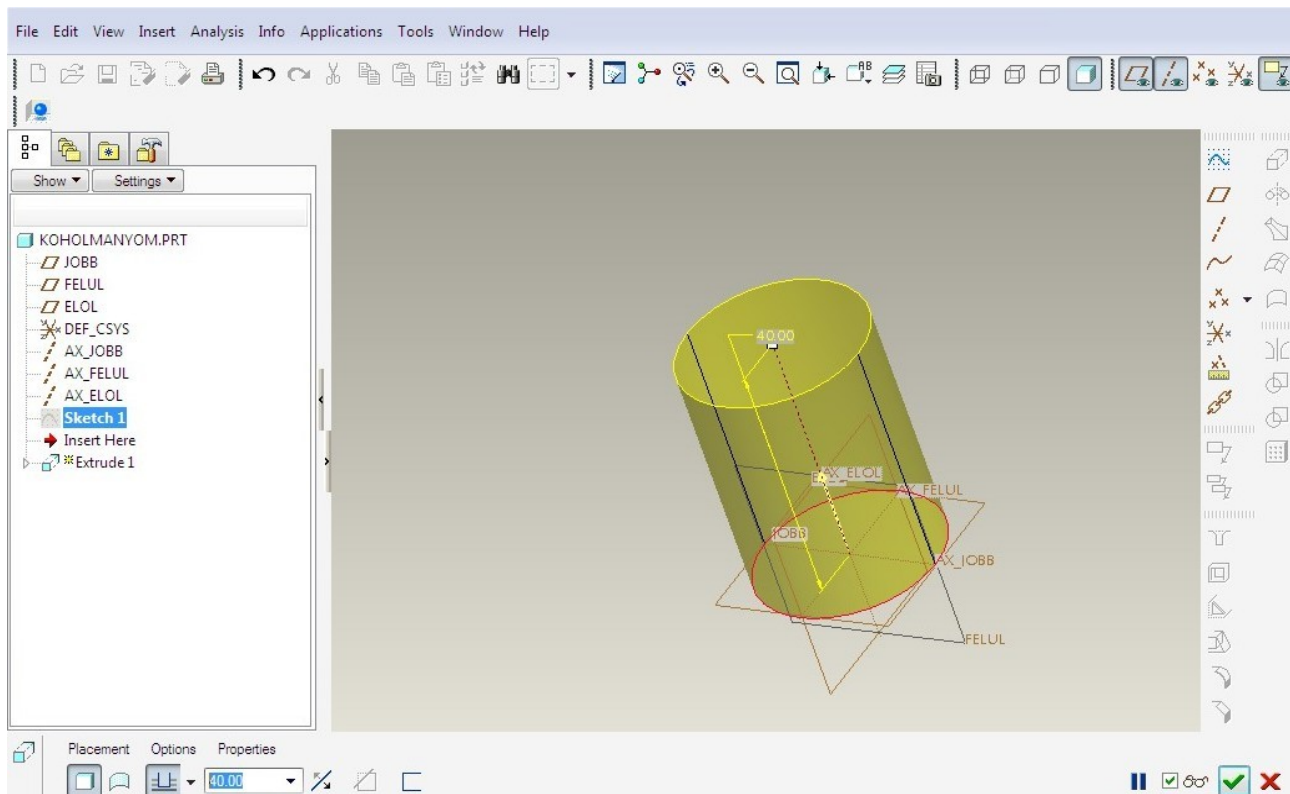 File Edit View Insert Analysis Info Applications Tools Window Help
Show Settings
KOHOLMANYOM.PRT
JOBB
FELUL
ELOL
DEF_CSYS
AX_JOBB
AX_FELUL
AX_ELOL
Sketch 1
Insert Here
Extrude 1
40.00
AX_ELOL
AX_FELUL
JOBB
AX_JOBB
FELUL
Placement Options Properties
40.00